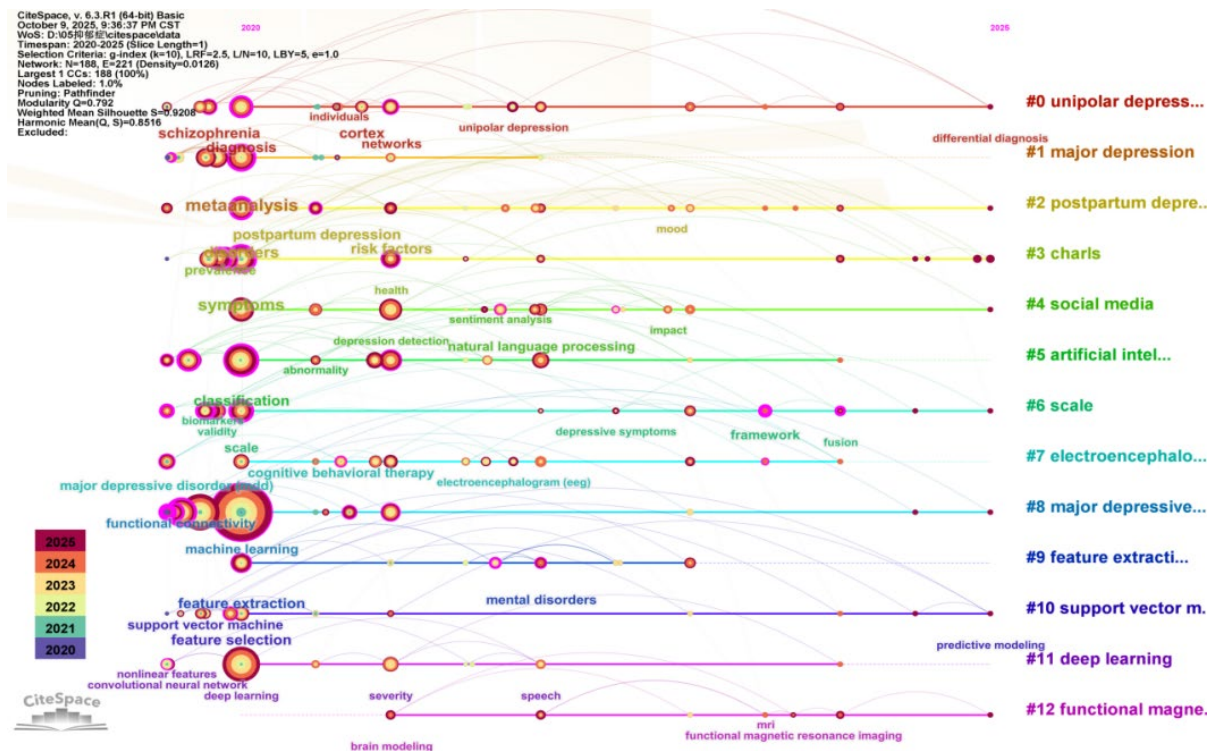 CiteSpace, v. 6.3.R1 (64-bit) Basic
October 9, 2025, 9:36:37 PM CST
WoS: D:\05抑郁症\citespace\data
Timespan: 2020-2025 (Slice Length=1)
Selection Criteria: g-index (k=10), LRF=2.5, L/N=10, LBY=5, e=1.0
Network: N=188, E=221 (Density=0.0126)
Largest 1 CCs: 188 (100%)
Nodes Labeled: 1.0%
Pruning: Pathfinder
Modularity Q=0.792
Weighted Mean Silhouette S=0.9208
Harmonic Mean(Q, S)=0.8516
Excluded:
2020
2025
#0 unipolar depress...
individuals
unipolar depression
schizophrenia
cortex
differential diagnosis
diagnosis
networks
#1 major depression
metaanalysis
#2 postpartum depre..
mood
postpartum depression
disorders
risk factors
#3 charls
prevalence
health
symptoms
#4 social media
sentiment analysis
impact
depression detection
natural language processing
#5 artificial intel...
abnormality
classification
#6 scale
biomarkers
validity
depressive symptoms
framework
fusion
scale
#7 electroencephalo...
cognitive behavioral therapy
major depressive disorder (mdd)
electroencephalogram (eeg)
#8 major depressive...
functional connectivity
machine learning
#9 feature extracti...
feature extraction
mental disorders
#10 support vector m.
support vector machine
feature selection
predictive modeling
#11 deep learning
nonlinear features
convolutional neural network
deep learning
severity
speech
#12 functional magne.
mri
functional magnetic resonance imaging
brain modeling
2025
2024
2023
2022
2021
2020
CiteSpace